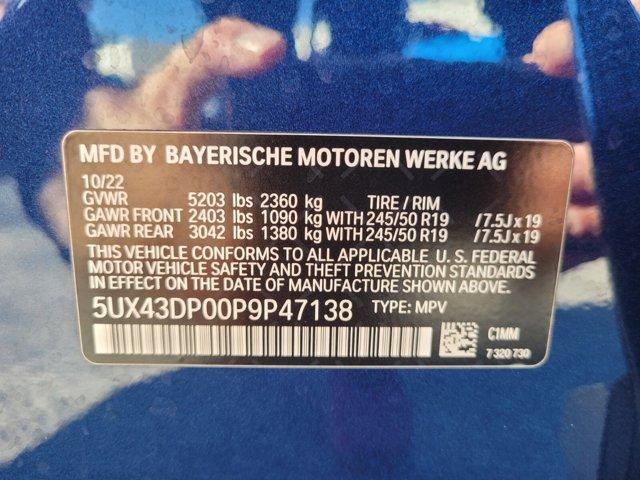 MFD BY BAYERISCHE MOTOREN WERKE AG
10/22
GVWR 5203 lbs 2360 kg TIRE / RIM
GAWR FRONT 2403 lbs 1090 kg WITH 245/50 R19 /7.5J x 19
GAWR REAR 3042 lbs 1380 kg WITH 245/50 R19 /7.5J x 19
THIS VEHICLE CONFORMS TO ALL APPLICABLE U. S. FEDERAL
MOTOR VEHICLE SAFETY AND THEFT PREVENTION STANDARDS
IN EFFECT ON THE DATE OF MANUFACTURE SHOWN ABOVE.
5UX43DP00P9P47138 TYPE: MPV
C1MM
7 320 730